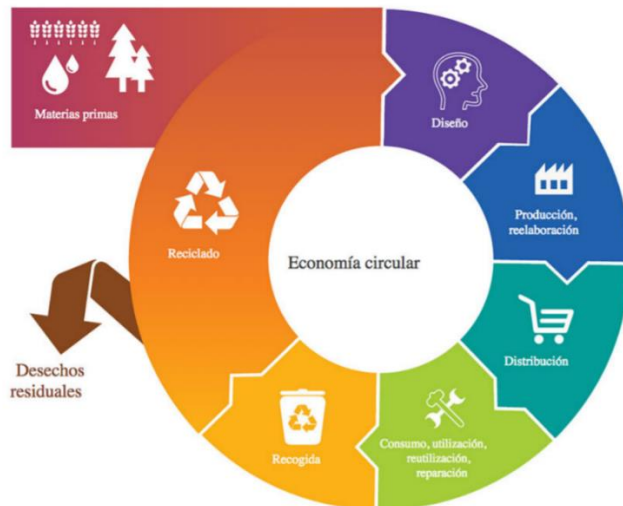 Materias primas
Diseño
Producción,
reelaboración
Reciclado
Economía circular
Distribución
Desechos
residuales
Recogida
Consumo, utilización,
reutilización,
reparación